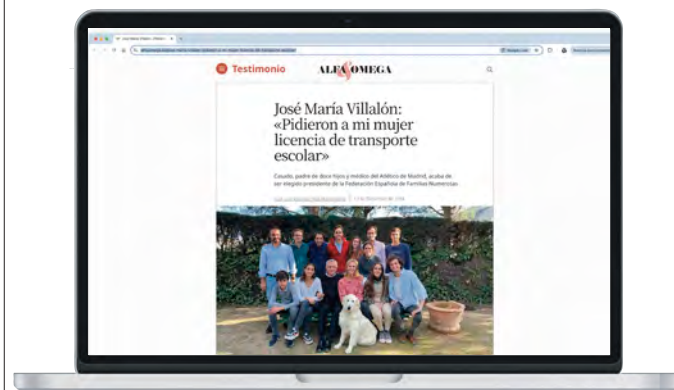 Testimonio
ALFA & OMEGA
José María Villalón:
«Pidieron a mi mujer
licencia de transporte
escolar»
Casado, padre de doce hijos y médico del Atlético de Madrid, acaba de
ser elegido presidente de la Federación Española de Familias Numerosas